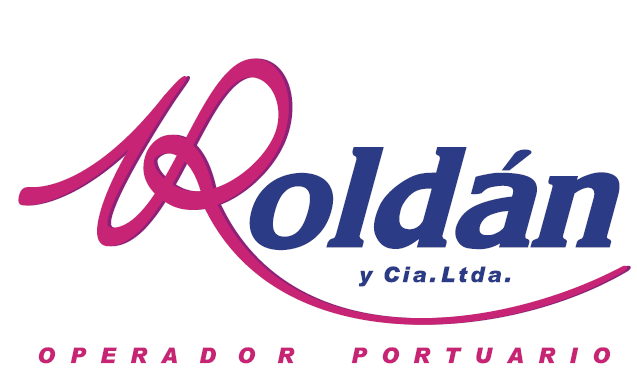 Roldán
y Cia. Ltda.
OPERADOR PORTUARIO